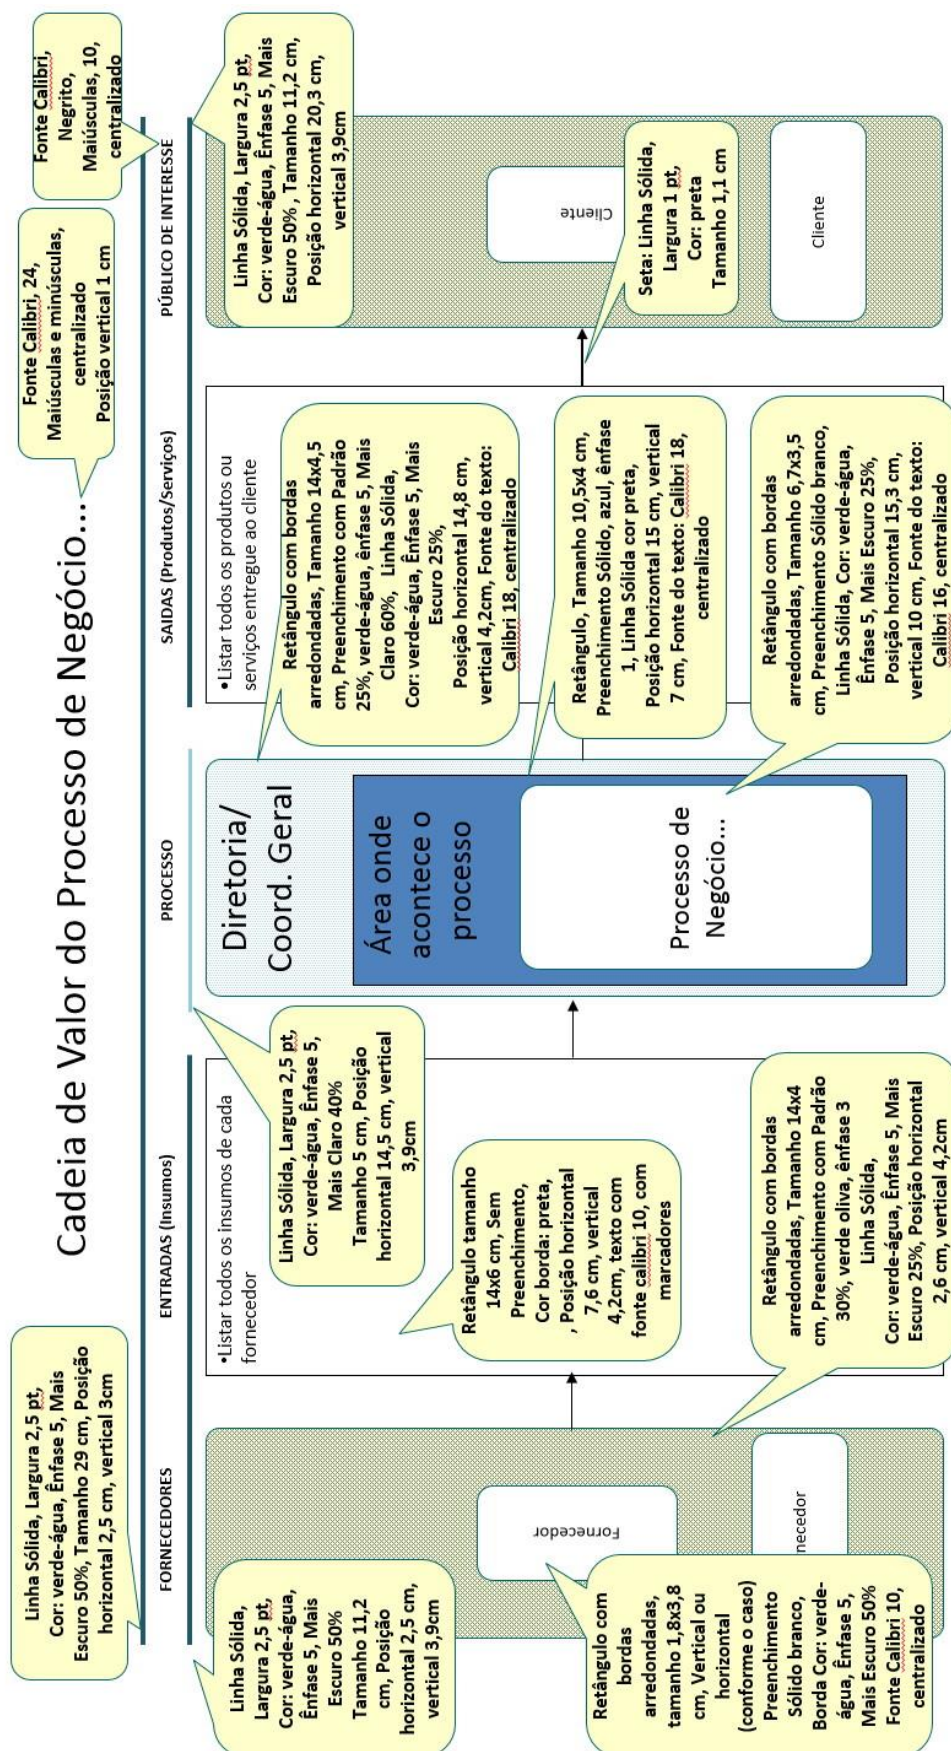 Linha Sólida, Largura 2,5 pt,
Cor: verde-água, Ênfase 5, Mais
Escuro 50%, Tamanho 29 cm, Posição
horizontal 2,5 cm, vertical 3cm
Cadeia de Valor do Processo de Negócio...
Fonte Calibri, 24,
Maiúsculas e minúsculas,
centralizado
Posição vertical 1 cm
Fonte Calibri,
Negrito,
Maiúsculas, 10,
centralizado
FORNECEDORES
ENTRADAS (Insumos)
PROCESSO
SAIDAS (Produtos/serviços)
PÚBLICO DE INTERESSE
Linha Sólida,
Largura 2,5 pt,
Cor: verde-água,
Ênfase 5, Mais
Escuro 50%
Tamanho 11,2
cm, Posição
horizontal 2,5 cm,
vertical 3,9cm
Fornecedor
necedor
Retângulo com
bordas
arredondadas,
tamanho 1,8x3,8
cm, Vertical ou
horizontal
(conforme o caso)
Preenchimento
Sólido branco,
Borda Cor: verde-
água, Ênfase 5,
Mais Escuro 50%
Fonte Calibri 10,
centralizado
•Listar todos os insumos de cada
fornecedor
Linha Sólida, Largura 2,5 pt,
Cor: verde-água, Ênfase 5,
Mais Claro 40%
Tamanho 5 cm, Posição
horizontal 14,5 cm, vertical
3,9cm
Retângulo tamanho
14x6 cm, Sem
Preenchimento,
Cor borda: preta,
, Posição horizontal
7,6 cm, vertical
4,2cm, texto com
fonte calibri 10, com
marcadores
Retângulo com bordas
arredondadas, Tamanho 14x4
cm, Preenchimento com Padrão
30%, verde oliva, ênfase 3
Linha Sólida,
Cor: verde-água, Ênfase 5, Mais
Escuro 25%, Posição horizontal
2,6 cm, vertical 4,2cm
Diretoria/
Coord. Geral
Área onde
acontece o
processo
Processo de
Negócio...
•Listar todos os produtos ou
serviços entregue ao cliente
Retângulo com bordas
arredondadas, Tamanho 14x4,5
cm, Preenchimento com Padrão
25%, verde-água, ênfase 5, Mais
Claro 60%, Linha Sólida,
Cor: verde-água, Ênfase 5, Mais
Escuro 25%,
Posição horizontal 14,8 cm,
vertical 4,2cm, Fonte do texto:
Calibri 18, centralizado
Retângulo, Tamanho 10,5x4 cm,
Preenchimento Sólido, azul, ênfase
1, Linha Sólida cor preta,
Posição horizontal 15 cm, vertical
7 cm, Fonte do texto: Calibri 18,
centralizado
Retângulo com bordas
arredondadas, Tamanho 6,7x3,5
cm, Preenchimento Sólido branco,
Linha Sólida, Cor: verde-água,
Ênfase 5, Mais Escuro 25%,
Posição horizontal 15,3 cm,
vertical 10 cm, Fonte do texto:
Calibri 16, centralizado
Linha Sólida, Largura 2,5 pt,
Cor: verde-água, Ênfase 5, Mais
Escuro 50% , Tamanho 11,2 cm,
Posição horizontal 20,3 cm,
vertical 3,9cm
Cliente
Seta: Linha Sólida,
Largura 1 pt,
Cor: preta
Tamanho 1,1 cm
Cliente